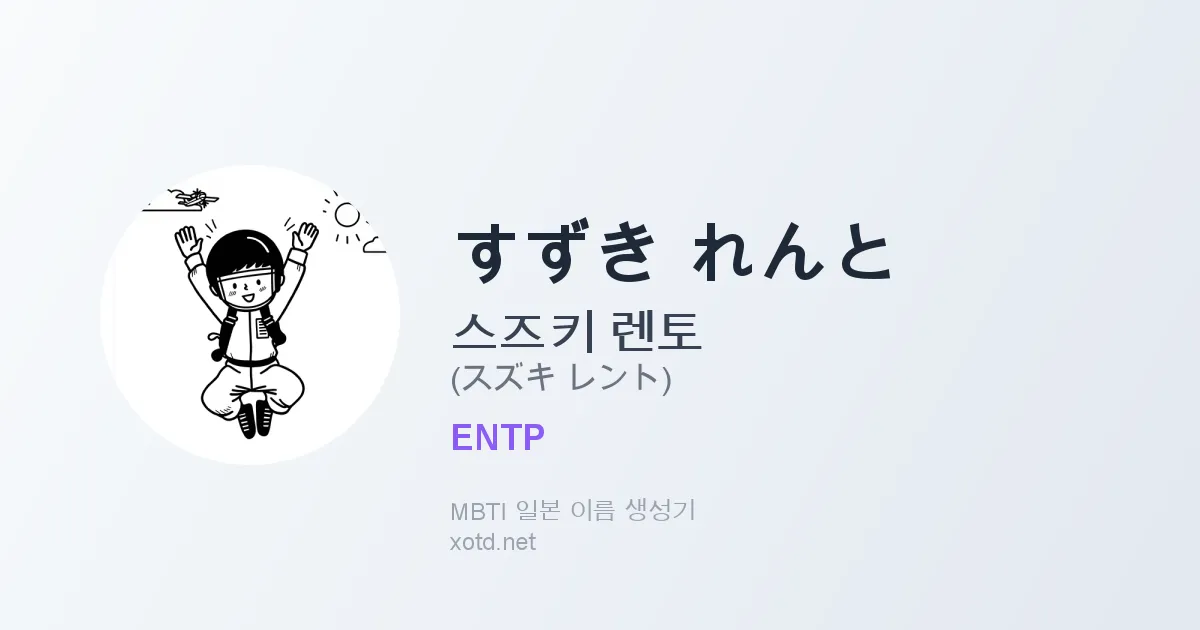 すずき れんと
스즈키 렌토
(スズキ レント)
ENTP
MBTI 일본 이름 생성기
xotd.net